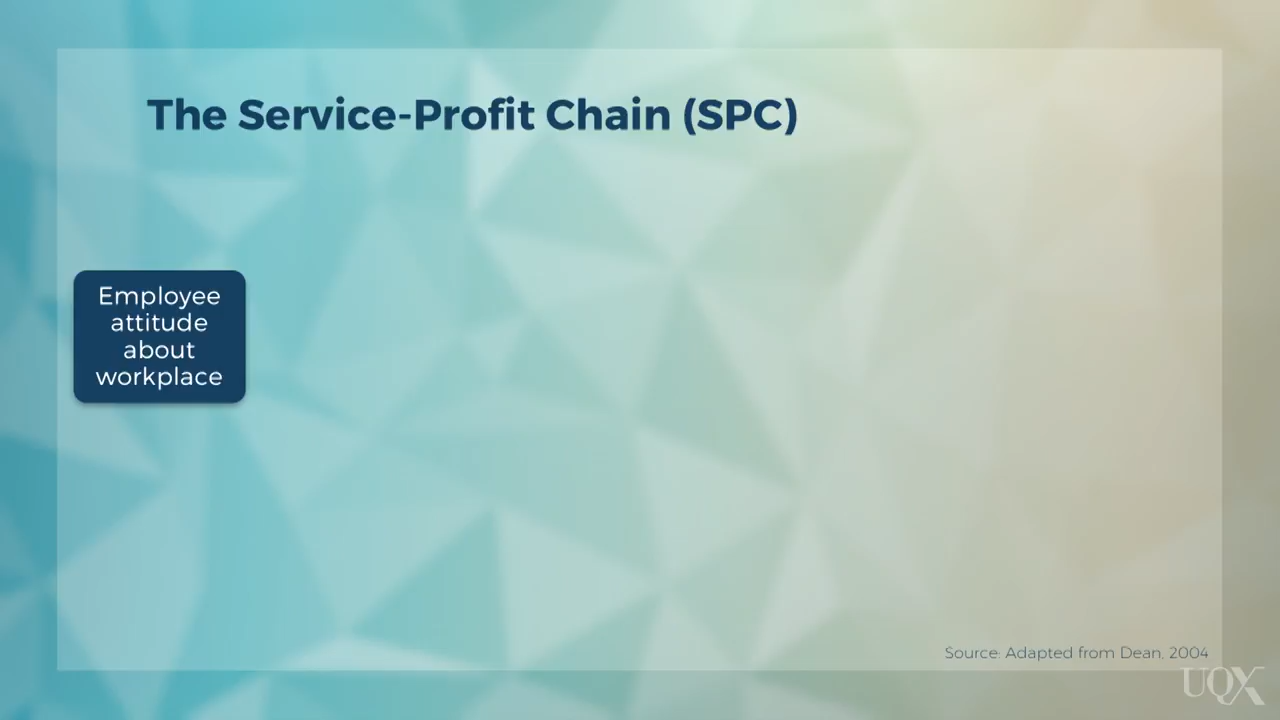 The Service-Profit Chain (SPC)
Employee
attitude
about
workplace
Source: Adapted from Dean, 2004
UQX